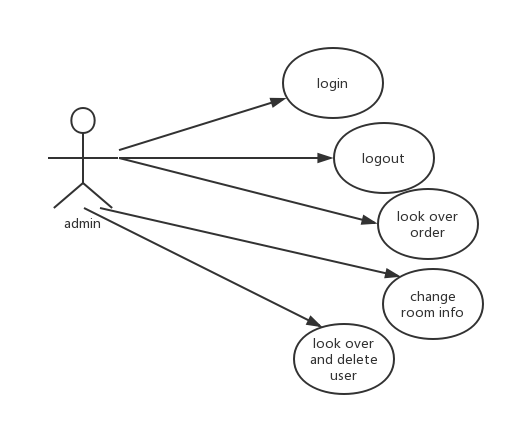 login
logout
admin
look over
order
change
room info
look over
and delete
user